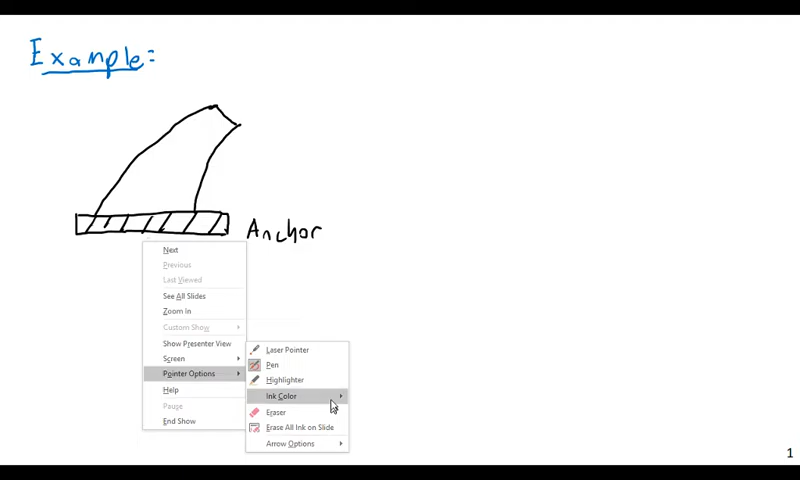 Example:
Anchor
Next
Previous
Last Viewed
See All Slides
Zoom In
Custom Show
Show Presenter View
Screen
Pointer Options
Help
Pause
End Show
Laser Pointer
Pen
Highlighter
Ink Color
Eraser
Erase All Ink on Slide
Arrow Options
1